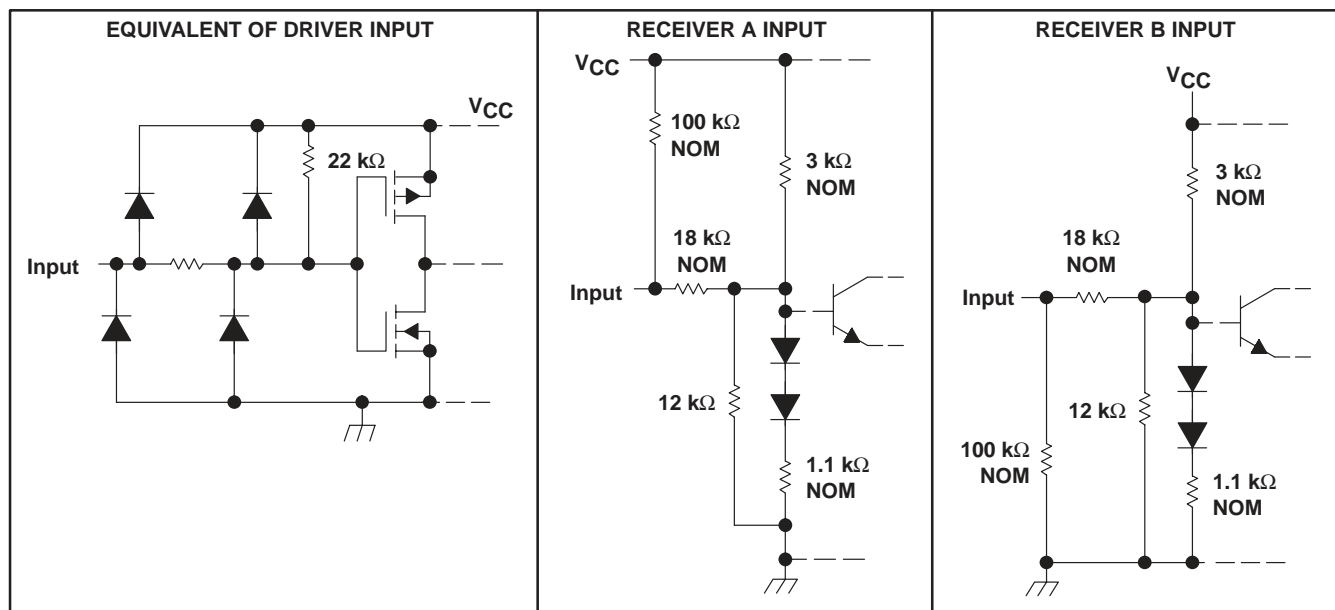 EQUIVALENT OF DRIVER INPUT
VCC
22 kΩ
Input
RECEIVER A INPUT
VCC
100 kΩ
NOM
3 kΩ
NOM
18 kΩ
NOM
Input
12 kΩ
1.1 kΩ
NOM
RECEIVER B INPUT
VCC
3 kΩ
NOM
18 kΩ
NOM
Input
12 kΩ
100 kΩ
NOM
1.1 kΩ
NOM